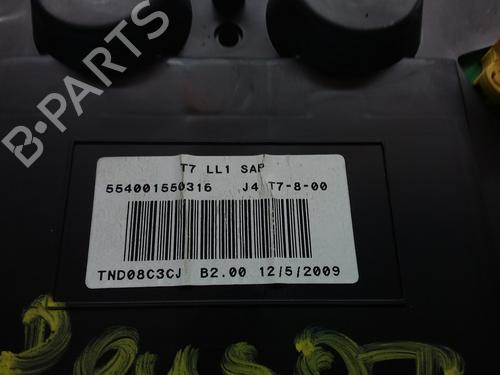 B-PARTS
T7 LL1 SAP
554001550316 J4 T7-8-00
TND08C3CJ B2.00 12/5/2009